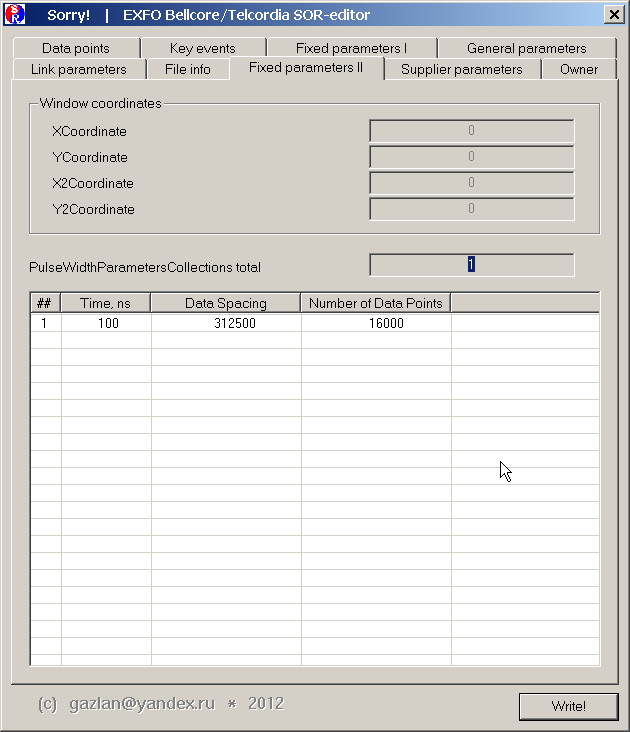 Sorry! | EXFO Bellcore/Telcordia SOR-editor
Data points Key events Fixed parameters I General parameters
Link parameters File info Fixed parameters II Supplier parameters Owner
Window coordinates
XCoordinate 0
YCoordinate 0
X2Coordinate 0
Y2Coordinate 0
PulseWidthParametersCollections total 1
## Time, ns Data Spacing Number of Data Points
1 100 312500 16000
(c) gazlan@yandex.ru * 2012 Write!